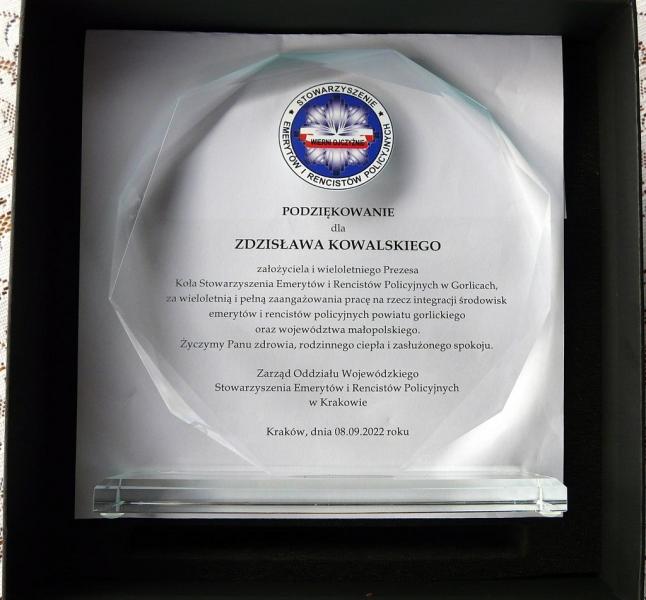 STOWARZYSZENIE
EMERYTÓW I RENCISTÓW POLICYJNYCH
WIERNI OJCZYŹNIE
PODZIĘKOWANIE
dla
ZDZISŁAWA KOWALSKIEGO
założyciela i wieloletniego Prezesa
Koła Stowarzyszenia Emerytów i Rencistów Policyjnych w Gorlicach,
za wieloletnią i pełną zaangażowania pracę na rzecz integracji środowisk
emerytów i rencistów policyjnych powiatu gorlickiego
oraz województwa małopolskiego.
Życzymy Panu zdrowia, rodzinnego ciepła i zasłużonego spokoju.
Zarząd Oddziału Wojewódzkiego
Stowarzyszenia Emerytów i Rencistów Policyjnych
w Krakowie
Kraków, dnia 08.09.2022 roku